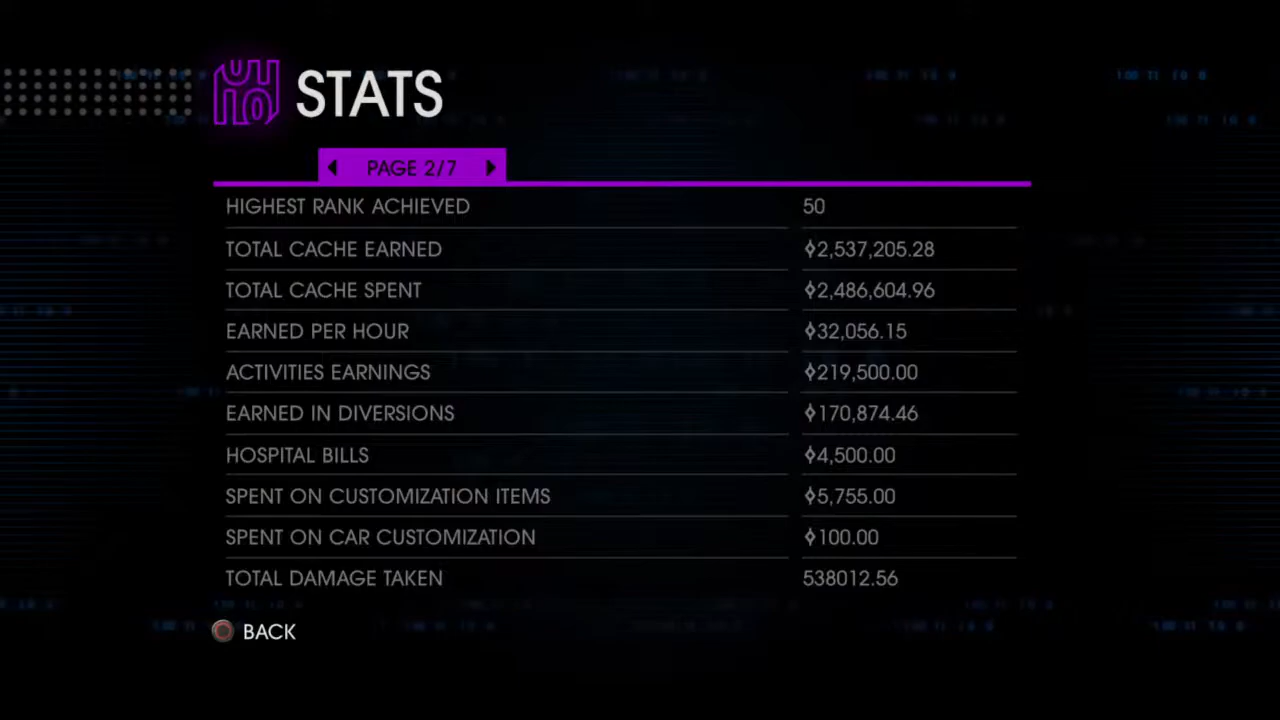 STATS
PAGE 2/7
HIGHEST RANK ACHIEVED 50
TOTAL CACHE EARNED 2,537,205.28
TOTAL CACHE SPENT 2,486,604.96
EARNED PER HOUR 32,056.15
ACTIVITIES EARNINGS 219,500.00
EARNED IN DIVERSIONS 170,874.46
HOSPITAL BILLS 4,500.00
SPENT ON CUSTOMIZATION ITEMS 5,755.00
SPENT ON CAR CUSTOMIZATION 100.00
TOTAL DAMAGE TAKEN 538012.56
BACK